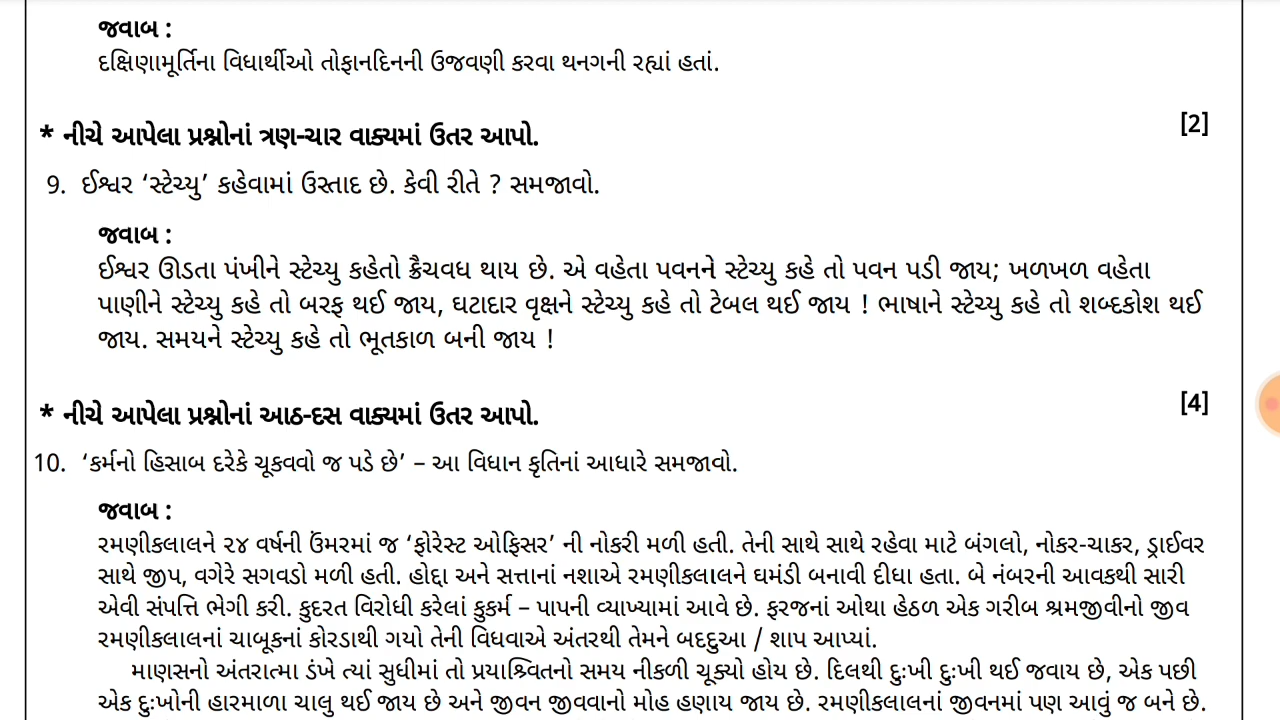 જવાબ :
દક્ષિણામૂર્તિના વિધાર્થીઓ તોફાનદિનની ઉજવણી કરવા થનગની રહ્યાં હતાં.
* નીચે આપેલા પ્રશ્નોનાં ત્રણ-ચાર વાક્યમાં ઉતર આપો. [2]
9. ઈશ્વર ‘સ્ટેચ્યુ’ કહેવામાં ઉસ્તાદ છે. કેવી રીતે ? સમજાવો.
જવાબ :
ઈશ્વર ઊડતા પંખીને સ્ટેચ્યુ કહેતો ક્રૈચવધ થાય છે. એ વહેતા પવનને સ્ટેચ્યુ કહે તો પવન પડી જાય; ખળખળ વહેતા
પાણીને સ્ટેચ્યુ કહે તો બરફ થઈ જાય, ઘટાદાર વૃક્ષને સ્ટેચ્યુ કહે તો ટેબલ થઈ જાય ! ભાષાને સ્ટેચ્યુ કહે તો શબ્દકોશ થઈ
જાય. સમયને સ્ટેચ્યુ કહે તો ભૂતકાળ બની જાય !
* નીચે આપેલા પ્રશ્નોનાં આઠ-દસ વાક્યમાં ઉતર આપો. [4]
10. ‘કર્મનો હિસાબ દરેકે ચૂકવવો જ પડે છે’ – આ વિધાન કૃતિનાં આધારે સમજાવો.
જવાબ :
રમણીકલાલને ૨૪ વર્ષની ઉંમરમાં જ ‘ફોરેસ્ટ ઓફિસર’ ની નોકરી મળી હતી. તેની સાથે સાથે રહેવા માટે બંગલો, નોકર-ચાકર, ડ્રાઈવર
સાથે જીપ, વગેરે સગવડો મળી હતી. હોદ્દા અને સત્તાનાં નશાએ રમણીકલાલને ઘમંડી બનાવી દીધા હતા. બે નંબરની આવકથી સારી
એવી સંપત્તિ ભેગી કરી. કુદરત વિરોધી કરેલાં કુકર્મ – પાપની વ્યાખ્યામાં આવે છે. ફરજનાં ઓથા હેઠળ એક ગરીબ શ્રમજીવીનો જીવ
રમણીકલાલનાં ચાબૂકનાં કોરડાથી ગયો તેની વિધવાએ અંતરથી તેમને બદદુઆ / શાપ આપ્યાં.
માણસનો અંતરાત્મા ડંખે ત્યાં સુધીમાં તો પ્રયાશ્ર્વિતનો સમય નીકળી ચૂક્યો હોય છે. દિલથી દુઃખી દુઃખી થઈ જવાય છે, એક પછી
એક દુઃખોની હારમાળા ચાલુ થઈ જાય છે અને જીવન જીવવાનો મોહ હણાય જાય છે. રમણીકલાલનાં જીવનમાં પણ આવું જ બને છે.